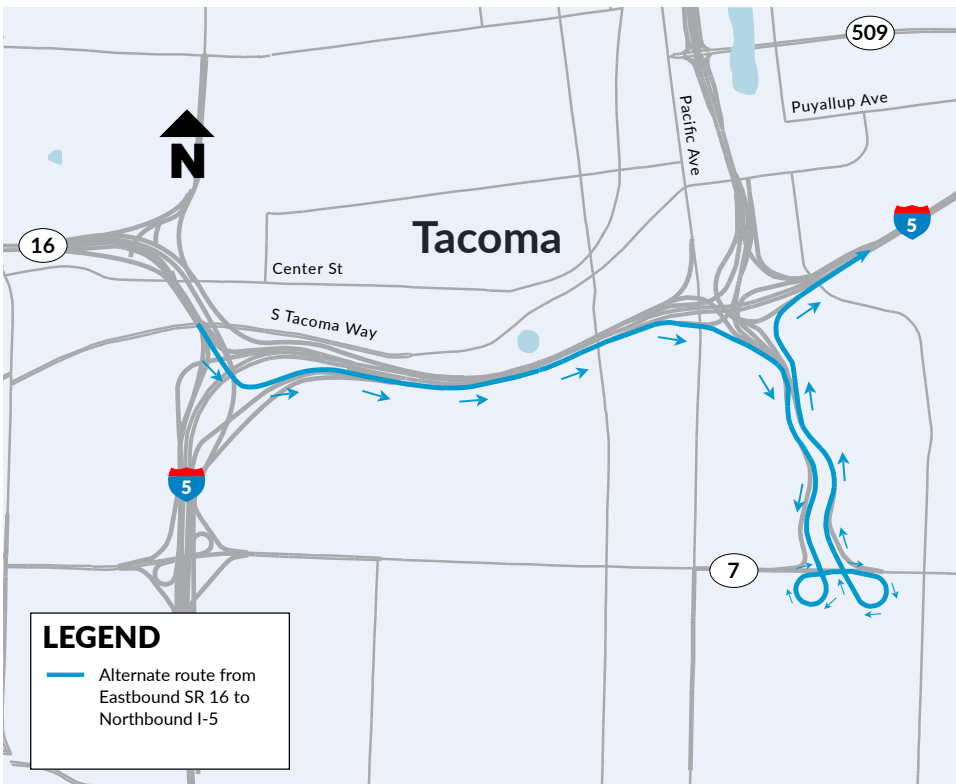 509
Puyallup Ave
Pacific Ave
N
5
16
Tacoma
Center St
S Tacoma Way
5
7
LEGEND
Alternate route from
Eastbound SR 16 to
Northbound I-5